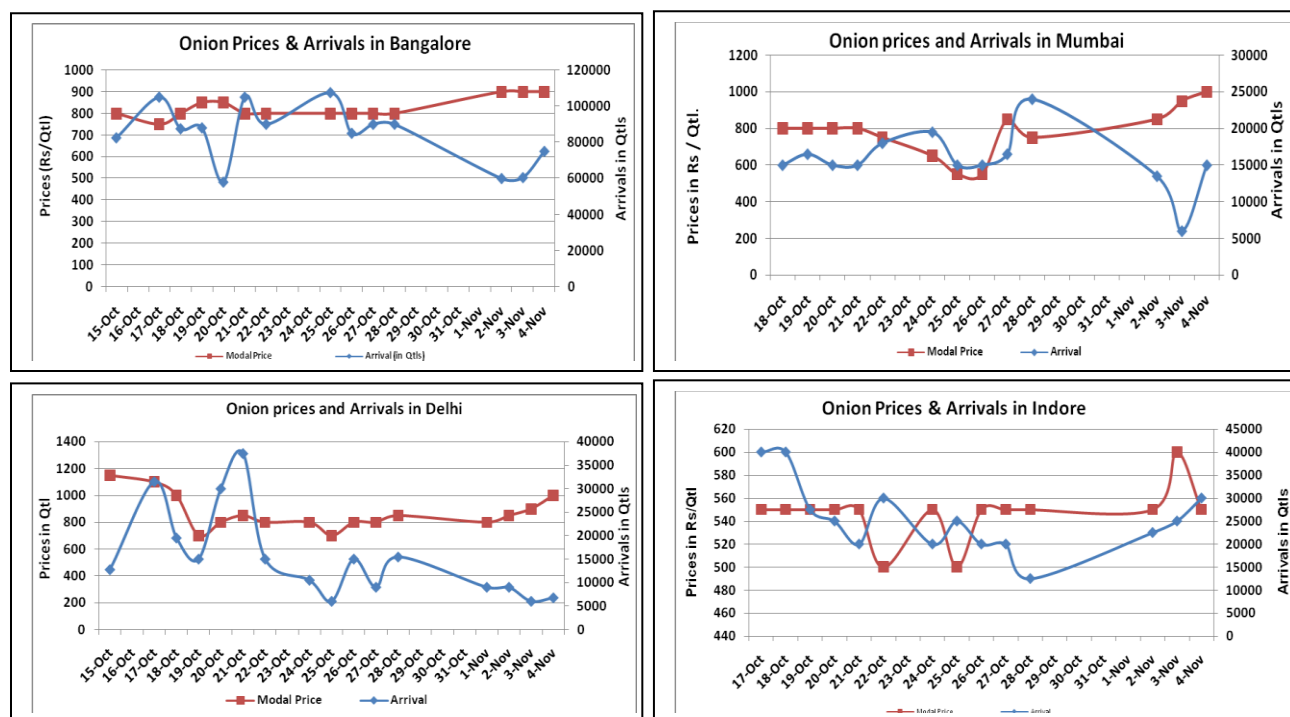 Onion Prices & Arrivals in Bangalore
Prices (Rs/Qtl)
1000
900
800
700
600
500
400
300
200
100
0
120000
100000
80000
60000
40000
20000
0
Arrivals in Qtls
15-Oct
16-Oct
17-Oct
18-Oct
19-Oct
20-Oct
21-Oct
22-Oct
23-Oct
24-Oct
25-Oct
26-Oct
27-Oct
28-Oct
29-Oct
30-Oct
31-Oct
1-Nov
2-Nov
3-Nov
4-Nov
Modal Price Arrival (in Qtls)
Onion prices and Arrivals in Mumbai
Prices in Rs / Qtl.
1200
1000
800
600
400
200
0
30000
25000
20000
15000
10000
5000
0
Arrivals in Qtls
18-Oct
19-Oct
20-Oct
21-Oct
22-Oct
23-Oct
24-Oct
25-Oct
26-Oct
27-Oct
28-Oct
29-Oct
30-Oct
31-Oct
1-Nov
2-Nov
3-Nov
4-Nov
Modal Price Arrival
Onion prices and Arrivals in Delhi
Prices in Qtl
1400
1200
1000
800
600
400
200
0
40000
35000
30000
25000
20000
15000
10000
5000
0
Arrivals in Qtls
15-Oct
16-Oct
17-Oct
18-Oct
19-Oct
20-Oct
21-Oct
22-Oct
23-Oct
24-Oct
25-Oct
26-Oct
27-Oct
28-Oct
29-Oct
30-Oct
31-Oct
1-Nov
2-Nov
3-Nov
4-Nov
Modal Price Arrival
Onion Prices & Arrivals in Indore
Prices in Rs/Qtl
620
600
580
560
540
520
500
480
460
440
45000
40000
35000
30000
25000
20000
15000
10000
5000
0
Arrivals in Qtls
17-Oct
18-Oct
19-Oct
20-Oct
21-Oct
22-Oct
23-Oct
24-Oct
25-Oct
26-Oct
27-Oct
28-Oct
29-Oct
30-Oct
31-Oct
1-Nov
2-Nov
3-Nov
4-Nov
Modal Price Arrival